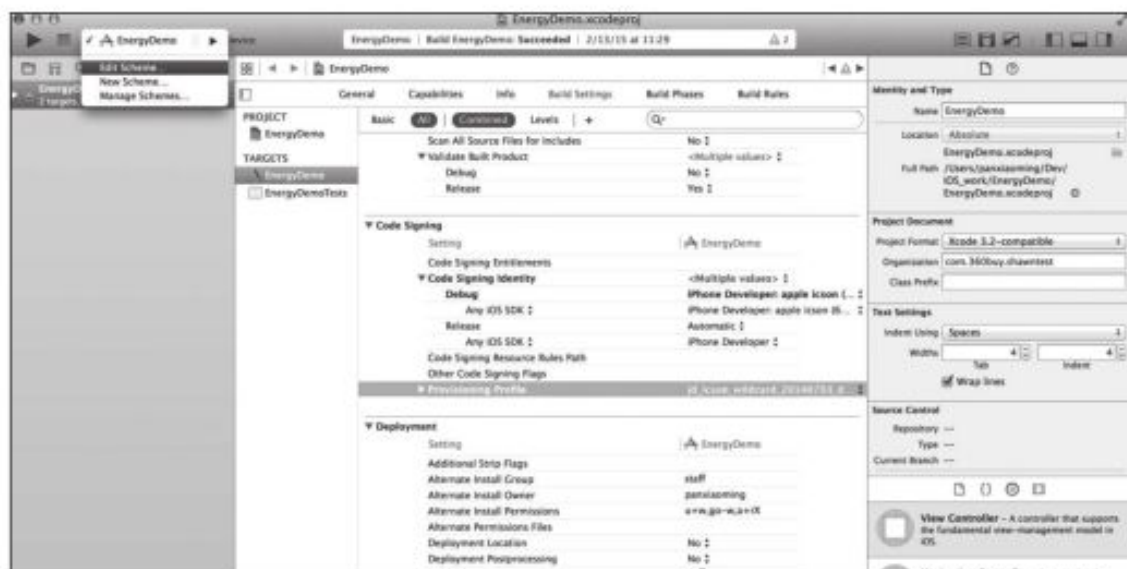 EnergyDemo.xcodeproj
EnergyDemo
EnergyDemo | Build EnergyDemo: Succeeded | 2/13/15 at 11:29
Edit Scheme...
New Scheme...
Manage Schemes...
2 targets
EnergyDemo
General Capabilities Info Build Settings Build Phases Build Rules
PROJECT
EnergyDemo
TARGETS
EnergyDemo
EnergyDemoTests
Basic All Combined Levels +
Scan All Source Files for Includes No
Validate Built Product <Multiple values>
Debug No
Release Yes
Code Signing
Setting EnergyDemo
Code Signing Entitlements
Code Signing Identity <Multiple values>
Debug iPhone Developer: apple icson (...
Any iOS SDK iPhone Developer: apple icson (6...
Release Automatic
Any iOS SDK iPhone Developer
Code Signing Resource Rules Path
Other Code Signing Flags
Provisioning Profile
Deployment
Setting EnergyDemo
Additional Strip Flags
Alternate Install Group staff
Alternate Install Owner panxiaoming
Alternate Install Permissions u+w,go-w,a+rX
Alternate Permissions Files
Deployment Location No
Deployment Postprocessing No
Identity and Type
Name EnergyDemo
Location Absolute
EnergyDemo.xcodeproj
Full Path /Users/panxiaoming/Dev/
iOS_work/EnergyDemo/
EnergyDemo.xcodeproj
Project Document
Project Format Xcode 3.2-compatible
Organization com.360buy.shawntest
Class Prefix
Text Settings
Indent Using Spaces
Widths 4 4
Tab Indent
Wrap lines
Source Control
Repository ---
Type ---
Current Branch ---
View Controller - A controller that supports
the fundamental view-management model in
iOS.